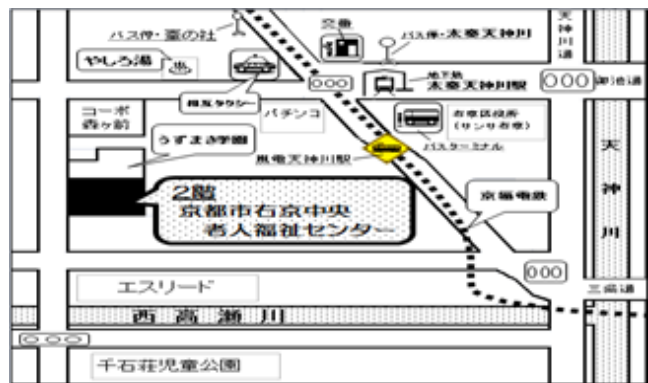 バス停・蚕の社
交番
バス停・太秦天神川
天神川通
やしろ湯
地下鉄
太秦天神川駅
御池通
相互タクシー
コーポ
森ヶ前
パチンコ
右京区役所
(サンサ右京)
バスターミナル
うずまさ学園
嵐電天神川駅
天神川
2階
京都市右京中央
老人福祉センター
京福電鉄
エスリード
三条通
西高瀬川
千石荘児童公園